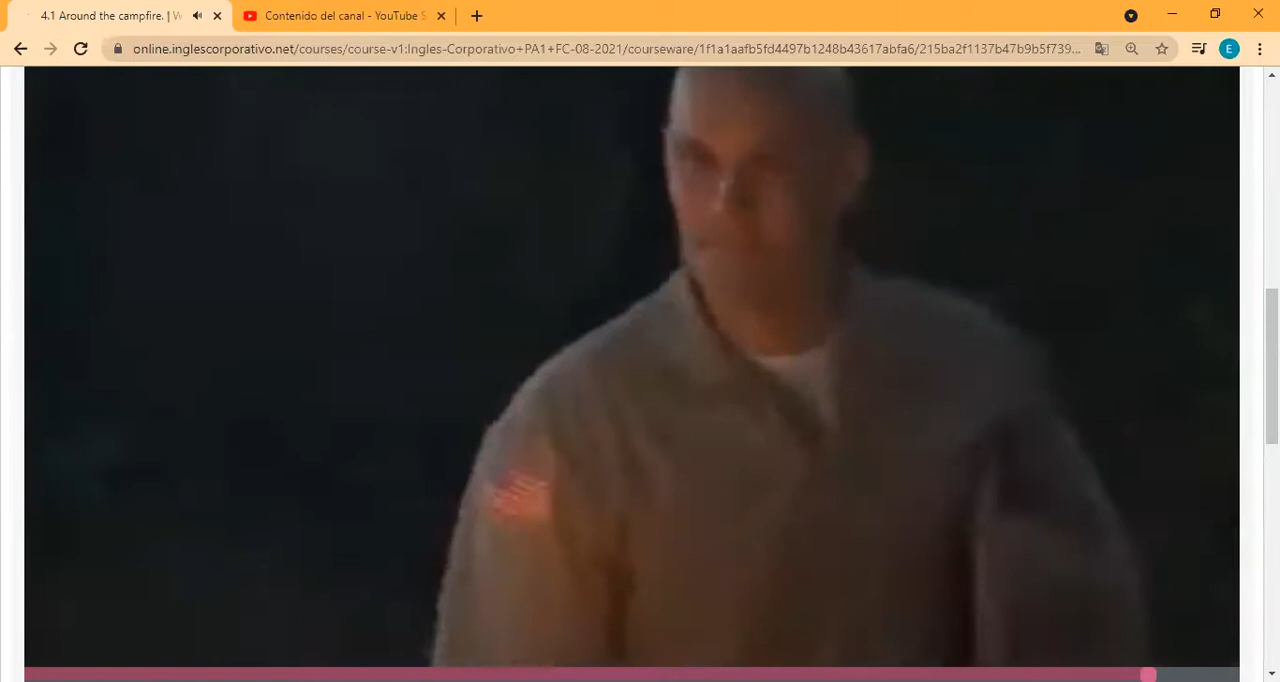 4.1 Around the campfire. | V
Contenido del canal - YouTube S
online.inglescorporativo.net/courses/course-v1:Ingles-Corporativo+PA1+FC-08-2021/courseware/1f1a1aafb5fd4497b1248b43617abfa6/215ba2f1137b47b9b5f739...
E